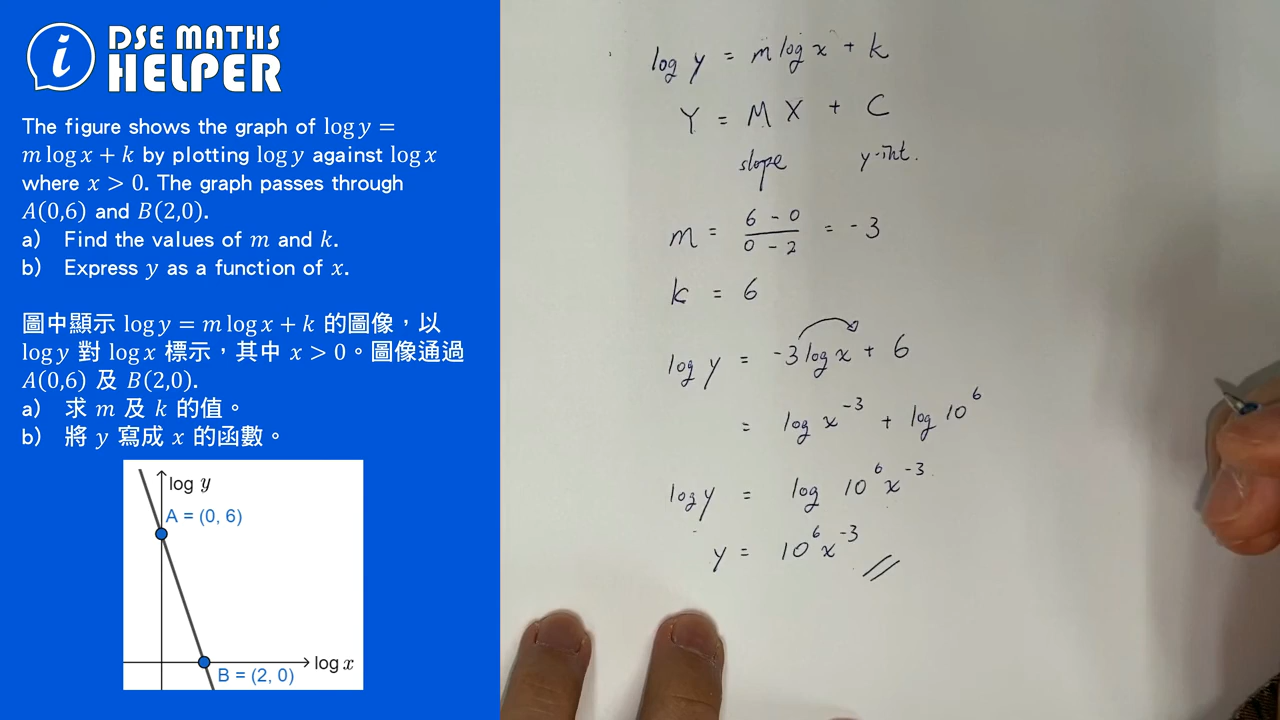 i DSE MATHS
HELPER
The figure shows the graph of log y =
m log x + k by plotting log y against log x
where x > 0. The graph passes through
A(0,6) and B(2,0).
a) Find the values of m and k.
b) Express y as a function of x.
圖中顯示 log y = m log x + k 的圖像，以
log y 對 log x 標示，其中 x > 0。圖像通過
A(0,6) 及 B(2,0).
a) 求 m 及 k 的值。
b) 將 y 寫成 x 的函數。
log y
A = (0, 6)
log x
B = (2, 0)
log y = m log x + k
Y = M X + C
slope y-int.
m = (6 - 0)/(0 - 2) = -3
k = 6
log y = -3 log x + 6
= log x^-3 + log 10^6
log y = log 10^6 x^-3
y = 10^6 x^-3 //